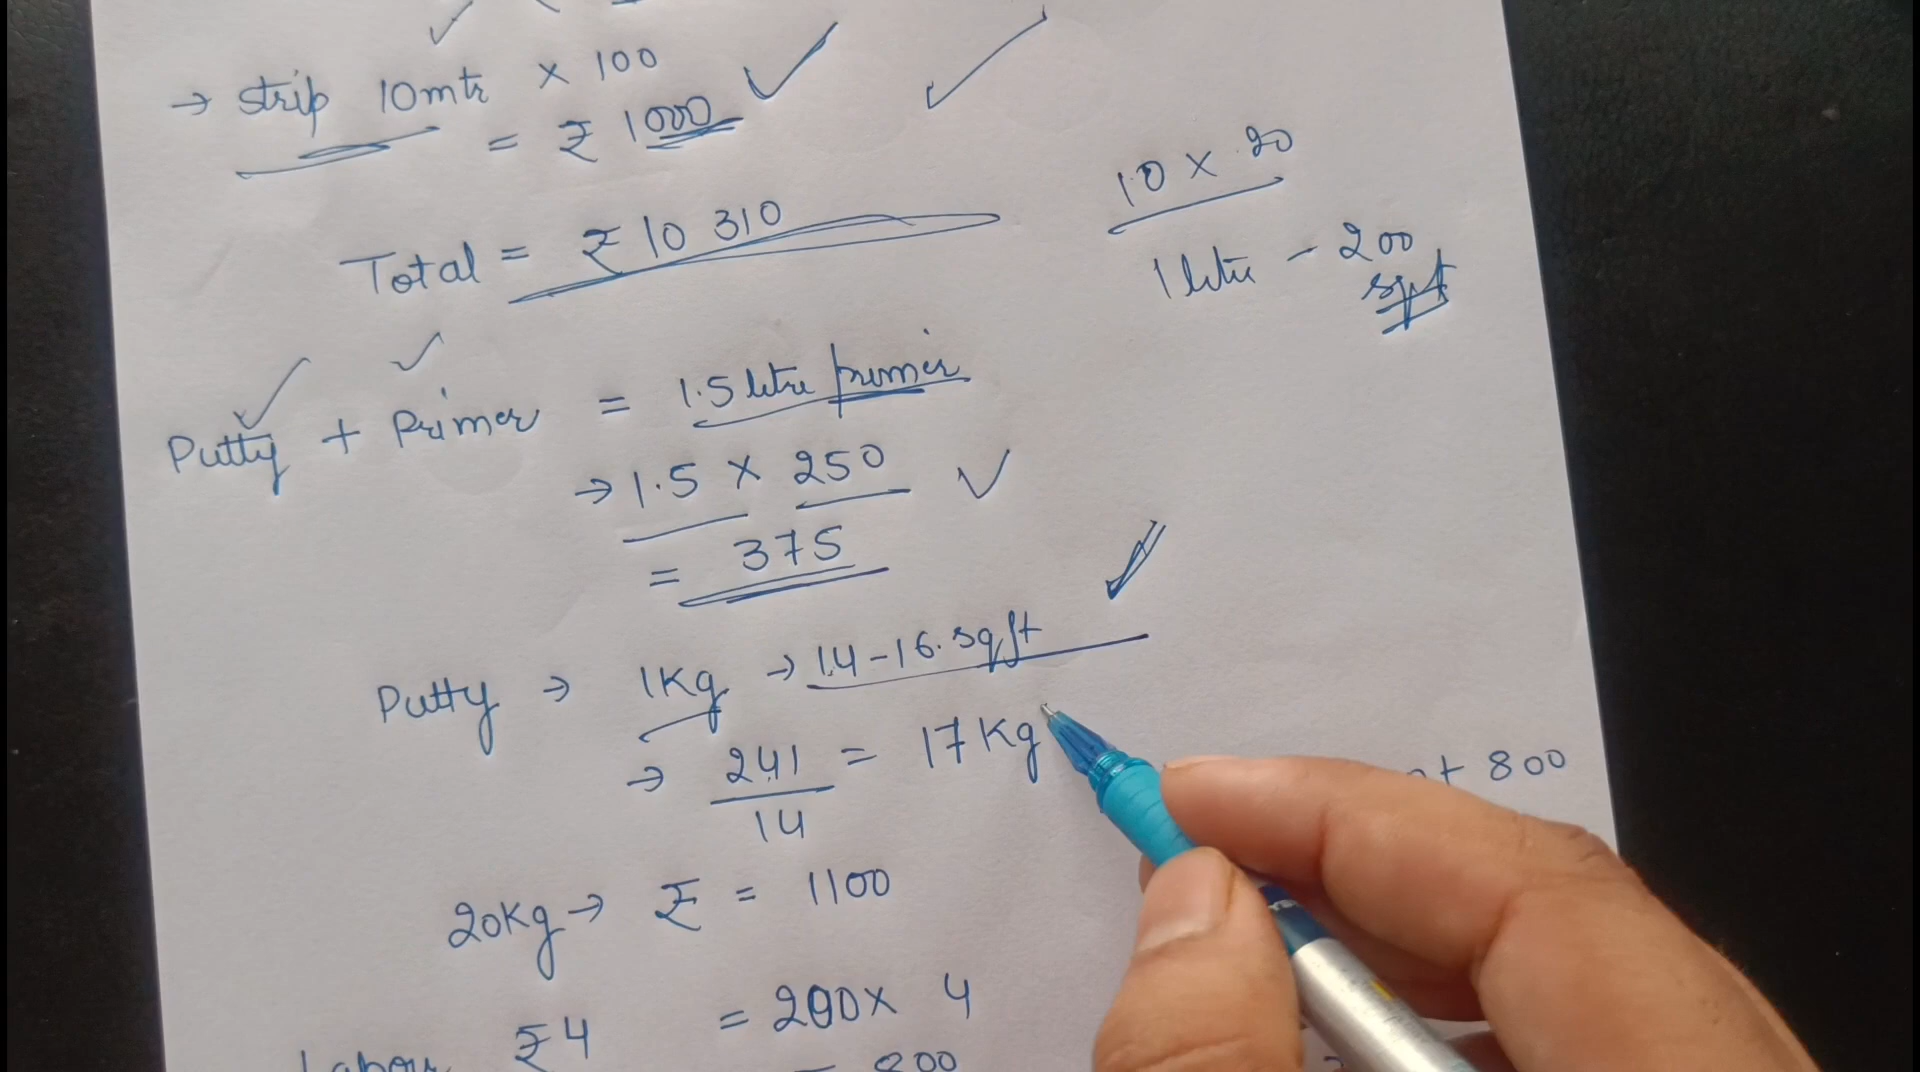 → Strip 10mtr × 100
= ₹ 1000
10 × 20
1 litre - 200
sqft
Total = ₹ 10 310
Putty + Primer = 1.5 litre primer
→ 1.5 × 250
= 375
Putty → 1Kg → 14-16. sqft
→ 241 = 17 Kg
14
800
20Kg → ₹ = 1100
Labour ₹4 = 200 × 4
= 800